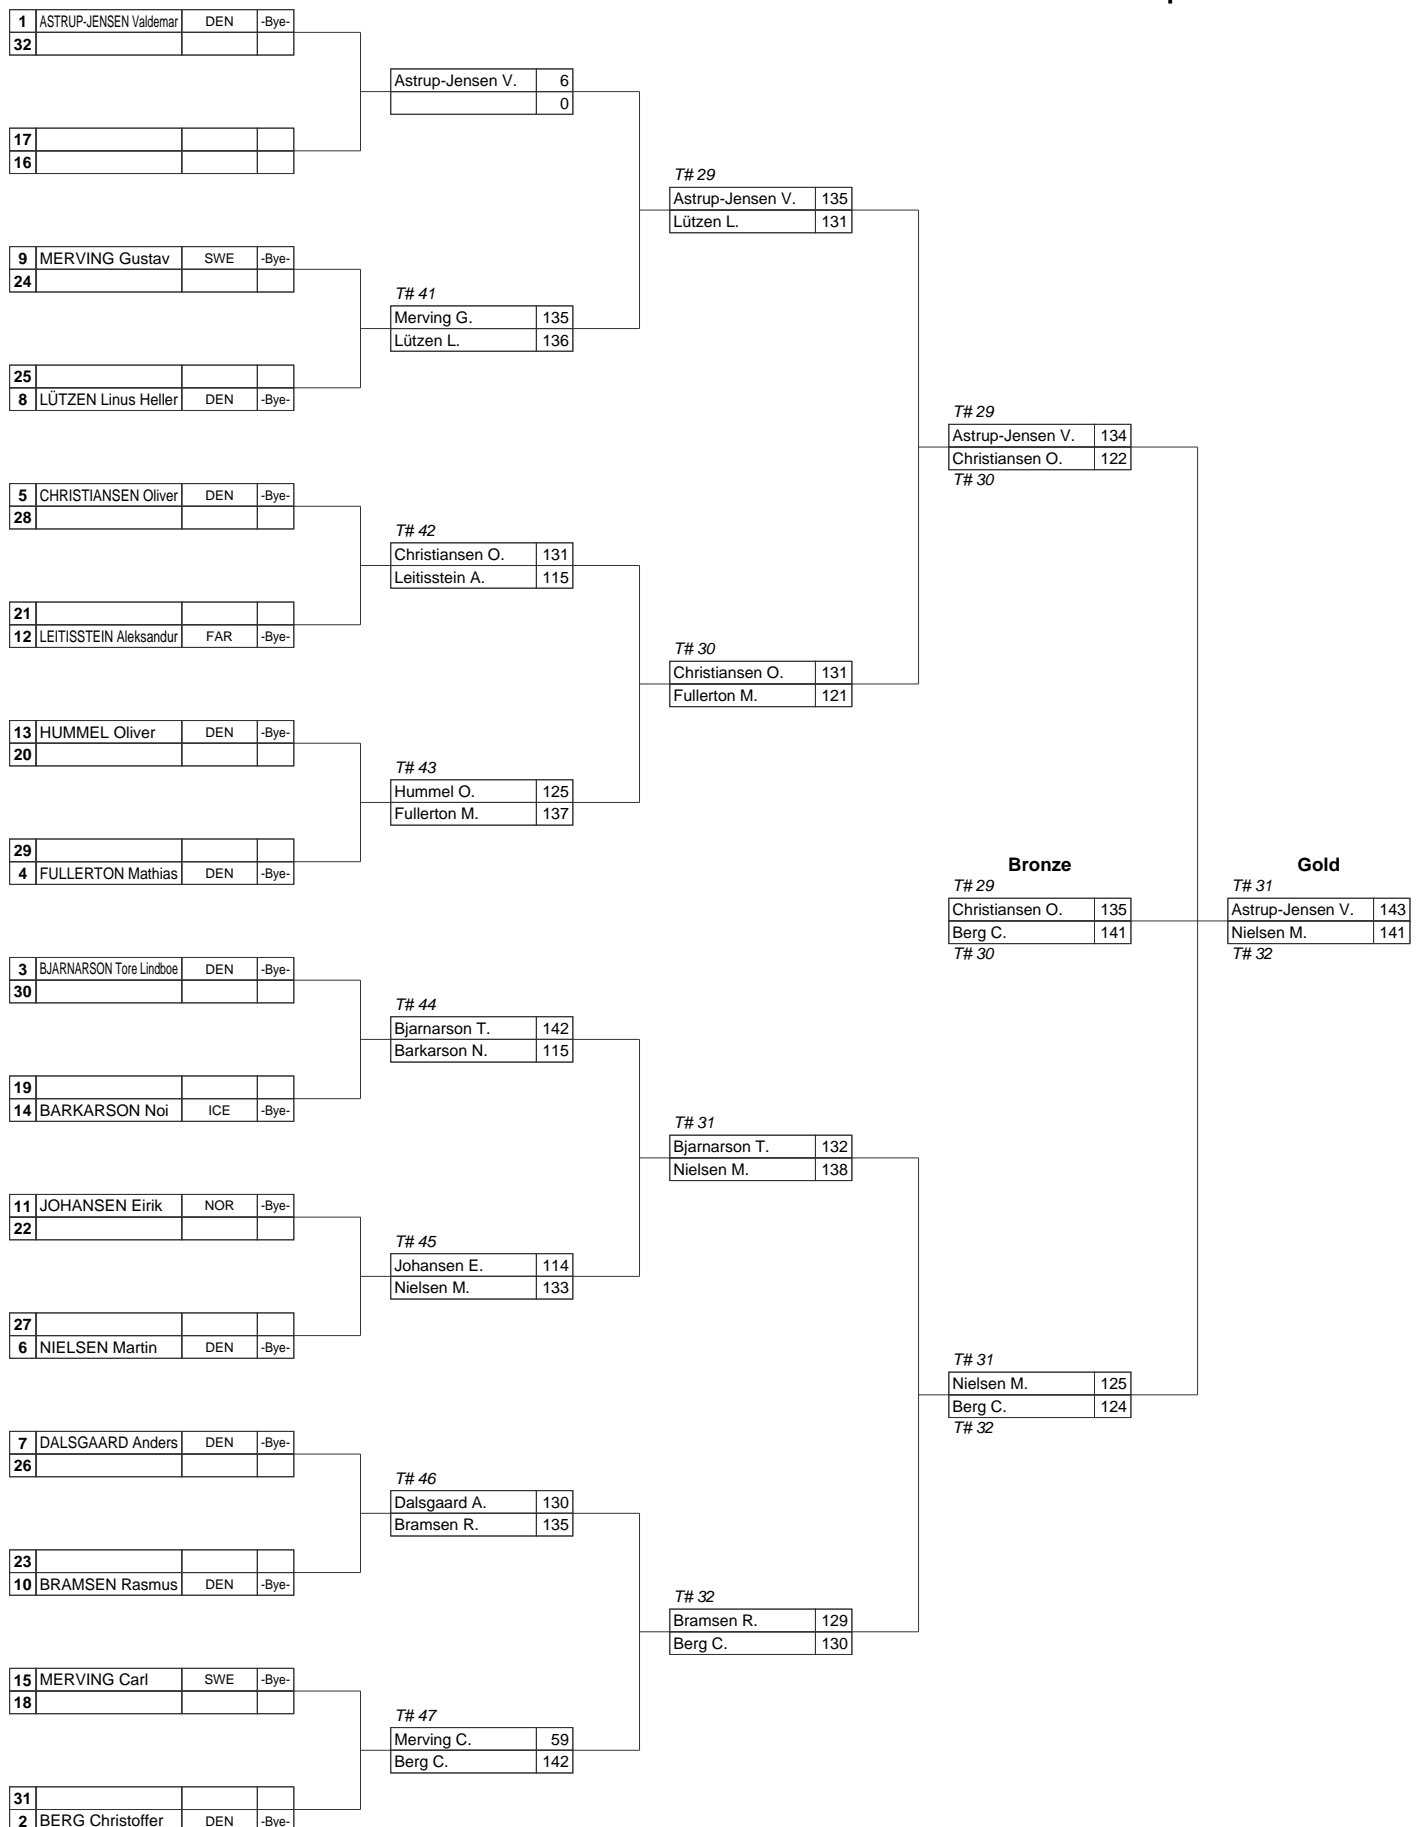 1 ASTRUP-JENSEN Valdemar DEN -Bye-
32
Astrup-Jensen V. 6
0
17
16
T# 29
Astrup-Jensen V. 135
Lützen L. 131
9 MERVING Gustav SWE -Bye-
24
T# 41
Merving G. 135
Lützen L. 136
25
8 LÜTZEN Linus Heller DEN -Bye-
T# 29
Astrup-Jensen V. 134
Christiansen O. 122
T# 30
5 CHRISTIANSEN Oliver DEN -Bye-
28
T# 42
Christiansen O. 131
Leitisstein A. 115
21
12 LEITISSTEIN Aleksandur FAR -Bye-
T# 30
Christiansen O. 131
Fullerton M. 121
13 HUMMEL Oliver DEN -Bye-
20
T# 43
Hummel O. 125
Fullerton M. 137
29
4 FULLERTON Mathias DEN -Bye-
Bronze Gold
T# 29 T# 31
Christiansen O. 135 Astrup-Jensen V. 143
Berg C. 141 Nielsen M. 141
T# 30 T# 32
3 BJARNARSON Tore Lindboe DEN -Bye-
30
T# 44
Bjarnarson T. 142
Barkarson N. 115
19
14 BARKARSON Noi ICE -Bye-
T# 31
Bjarnarson T. 132
Nielsen M. 138
11 JOHANSEN Eirik NOR -Bye-
22
T# 45
Johansen E. 114
Nielsen M. 133
27
6 NIELSEN Martin DEN -Bye-
T# 31
Nielsen M. 125
Berg C. 124
T# 32
7 DALSGAARD Anders DEN -Bye-
26
T# 46
Dalsgaard A. 130
Bramsen R. 135
23
10 BRAMSEN Rasmus DEN -Bye-
T# 32
Bramsen R. 129
Berg C. 130
15 MERVING Carl SWE -Bye-
18
T# 47
Merving C. 59
Berg C. 142
31
2 BERG Christoffer DEN -Bye-